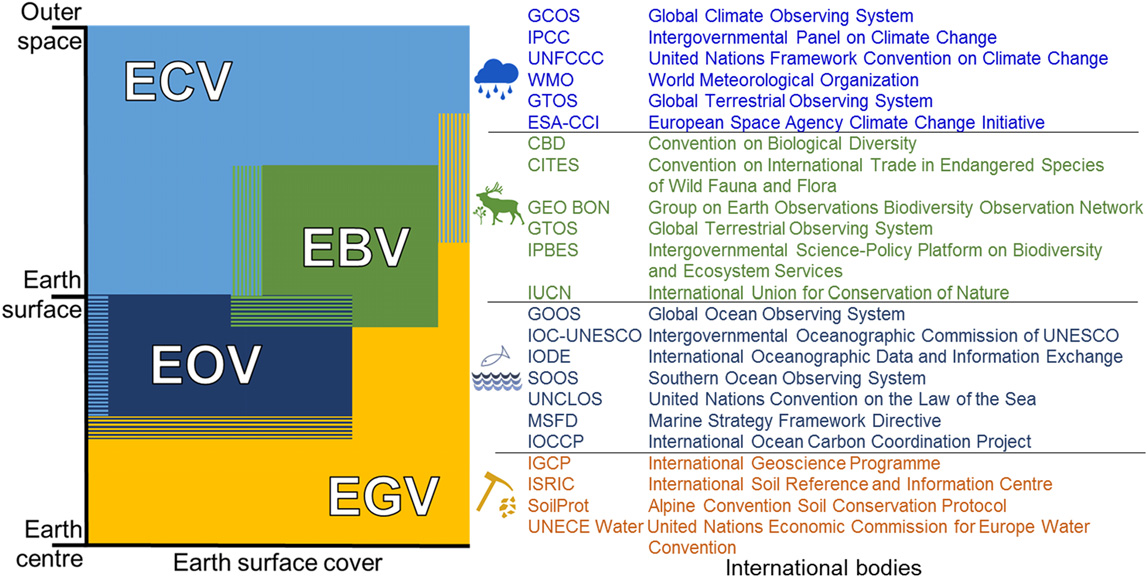 Outer
space
ECV
EBV
Earth
surface
EOV
EGV
Earth
centre
Earth surface cover
GCOS Global Climate Observing System
IPCC Intergovernmental Panel on Climate Change
UNFCCC United Nations Framework Convention on Climate Change
WMO World Meteorological Organization
GTOS Global Terrestrial Observing System
ESA-CCI European Space Agency Climate Change Initiative
CBD Convention on Biological Diversity
CITES Convention on International Trade in Endangered Species
of Wild Fauna and Flora
GEO BON Group on Earth Observations Biodiversity Observation Network
GTOS Global Terrestrial Observing System
IPBES Intergovernmental Science-Policy Platform on Biodiversity
and Ecosystem Services
IUCN International Union for Conservation of Nature
GOOS Global Ocean Observing System
IOC-UNESCO Intergovernmental Oceanographic Commission of UNESCO
IODE International Oceanographic Data and Information Exchange
SOOS Southern Ocean Observing System
UNCLOS United Nations Convention on the Law of the Sea
MSFD Marine Strategy Framework Directive
IOCCP International Ocean Carbon Coordination Project
IGCP International Geoscience Programme
ISRIC International Soil Reference and Information Centre
SoilProt Alpine Convention Soil Conservation Protocol
UNECE Water United Nations Economic Commission for Europe Water
Convention
International bodies